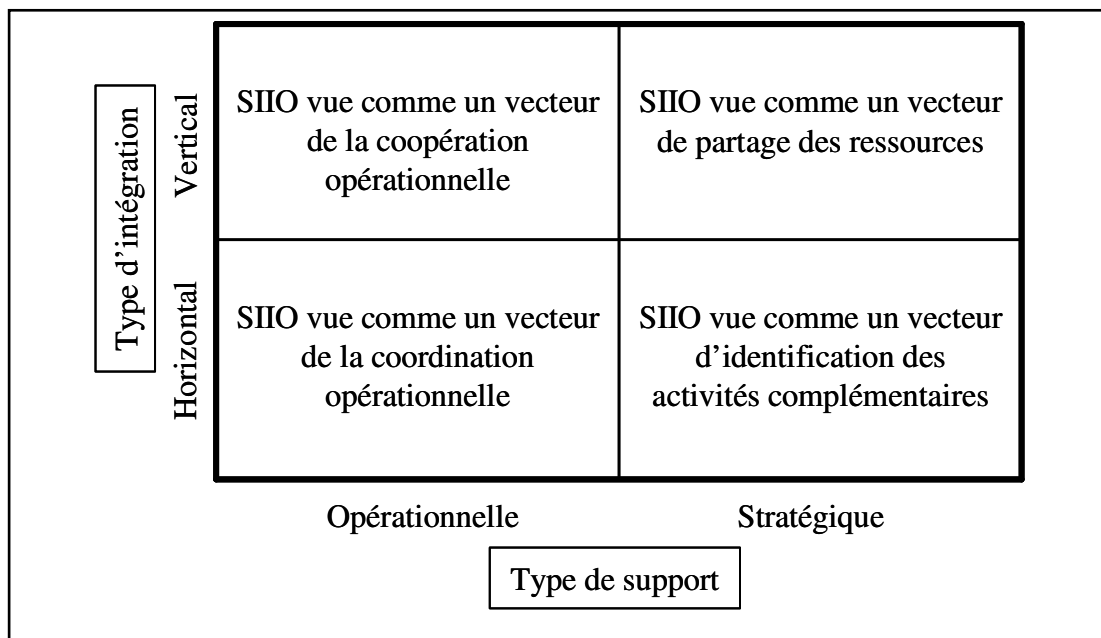 Type d'intégration
Vertical
Horizontal
SIIO vue comme un vecteur
de la coopération
opérationnelle
SIIO vue comme un vecteur
de partage des ressources
SIIO vue comme un vecteur
de la coordination
opérationnelle
SIIO vue comme un vecteur
d'identification des
activités complémentaires
Opérationnelle
Stratégique
Type de support